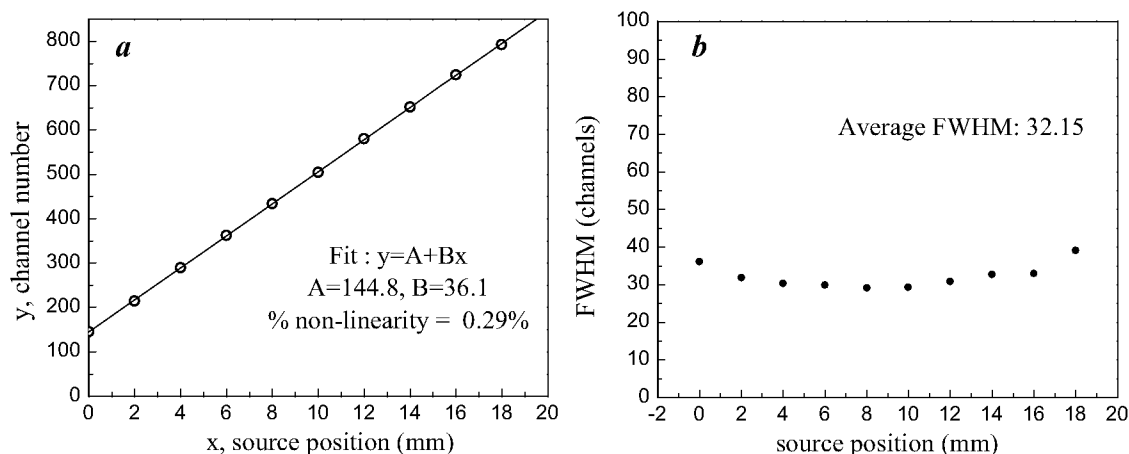 a
800
700
600
500
400
300
200
100
0
y, channel number
Fit : y=A+Bx
A=144.8, B=36.1
% non-linearity = 0.29%
0 2 4 6 8 10 12 14 16 18 20
x, source position (mm)
b
100
90
80
70
60
50
40
30
20
10
0
FWHM (channels)
Average FWHM: 32.15
-2 0 2 4 6 8 10 12 14 16 18 20
source position (mm)